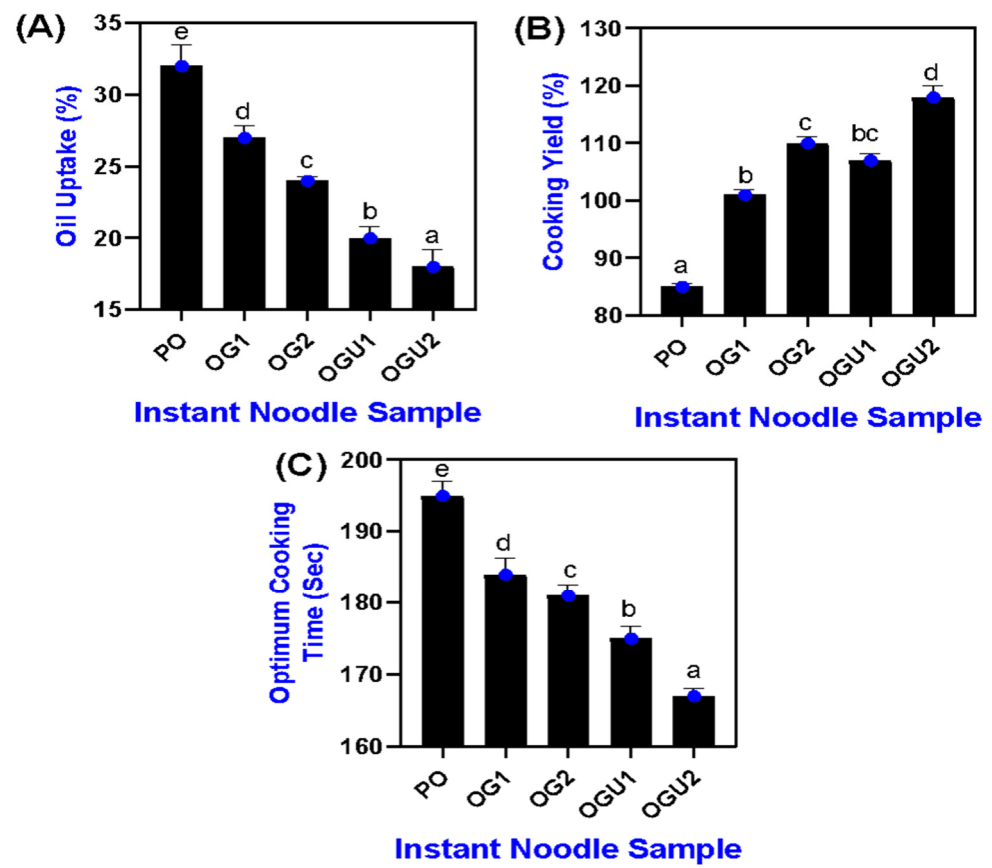 (A)
Oil Uptake (%)
35
30
25
20
15
e
d
c
b
a
PO
OG1
OG2
OGU1
OGU2
Instant Noodle Sample
(B)
Cooking Yield (%)
130
120
110
100
90
80
a
b
c
bc
d
PO
OG1
OG2
OGU1
OGU2
Instant Noodle Sample
(C)
Optimum Cooking
Time (Sec)
200
190
180
170
160
e
d
c
b
a
PO
OG1
OG2
OGU1
OGU2
Instant Noodle Sample